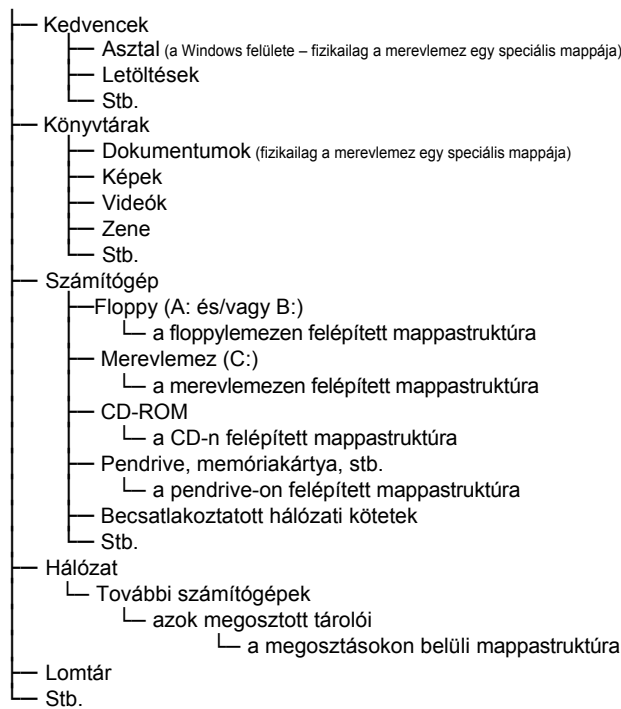 Kedvencek
Asztal (a Windows felülete – fizikailag a merevlemez egy speciális mappája)
Letöltések
Stb.
Könyvtárak
Dokumentumok (fizikailag a merevlemez egy speciális mappája)
Képek
Videók
Zene
Stb.
Számítógép
Floppy (A: és/vagy B:)
a floppylemezen felépített mappastruktúra
Merevlemez (C:)
a merevlemezen felépített mappastruktúra
CD-ROM
a CD-n felépített mappastruktúra
Pendrive, memóriakártya, stb.
a pendrive-on felépített mappastruktúra
Becsatlakoztatott hálózati kötetek
Stb.
Hálózat
További számítógépek
azok megosztott tárolói
a megosztásokon belüli mappastruktúra
Lomtár
Stb.